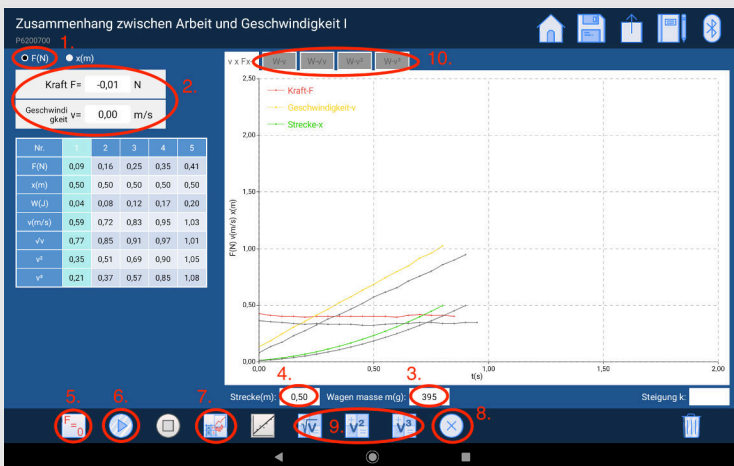 Zusammenhang zwischen Arbeit und Geschwindigkeit I
P6200700
1.
F(N) x(m)
v x Fx W-v W-√v W-v² W-v³ 10.
Kraft F= -0,01 N
2.
Geschwindi
gkeit v= 0,00 m/s
Nr. 1 2 3 4 5
F(N) 0,09 0,16 0,25 0,35 0,41
x(m) 0,50 0,50 0,50 0,50 0,50
W(J) 0,04 0,08 0,12 0,17 0,20
v(m/s) 0,59 0,72 0,83 0,95 1,03
√v 0,77 0,85 0,91 0,97 1,01
v² 0,35 0,51 0,69 0,90 1,05
v³ 0,21 0,37 0,57 0,85 1,08
Kraft-F
Geschwindigkeit-v
Strecke-x
F(N) v(m/s) x(m)
2,50
2,00
1,50
1,00
0,50
0,00
0,00 0,50 1,00 1,50 2,00
t(s)
4. 3.
Strecke(m): 0,50 Wagen masse m(g): 395 Steigung k:
5. 6. 7. 9. 8.
F=0 √v v² v³